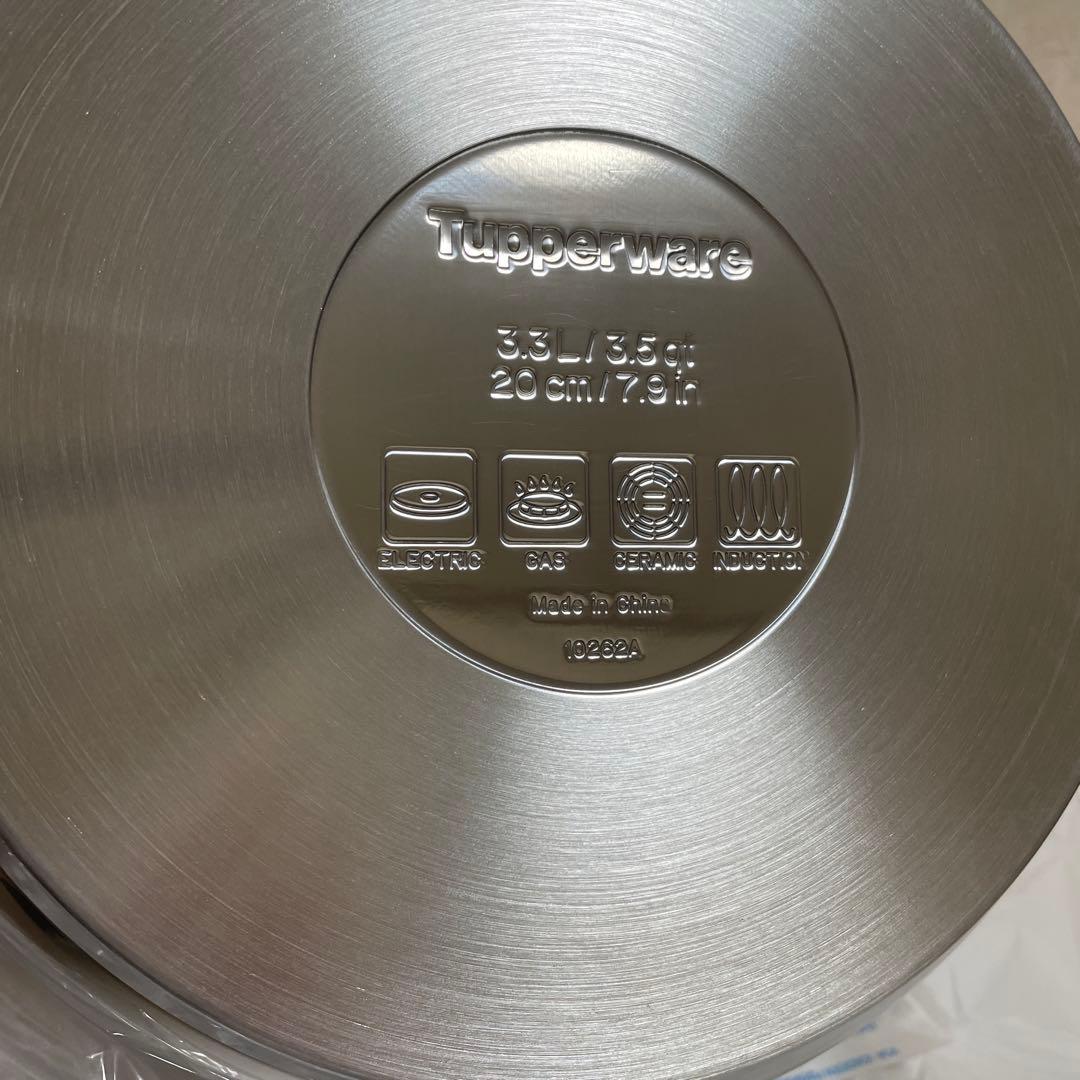 Tupperware
3.3 L / 3.5 qt
20 cm / 7.9 in
ELECTRIC GAS CERAMIC INDUCTION
Made in China
10262A